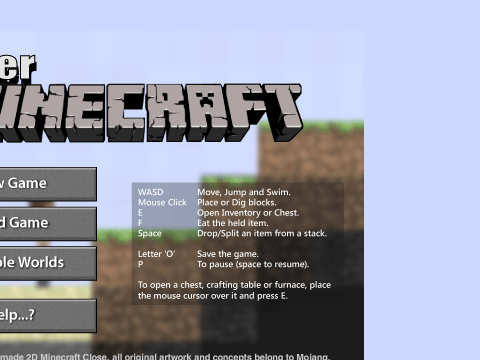 er
MINECRAFT
w Game
WASD Move, Jump and Swim.
Mouse Click Place or Dig blocks.
E Open Inventory or Chest.
F Eat the held item.
Space Drop/Split an item from a stack.
d Game
Letter 'O' Save the game.
P To pause (space to resume).
ble Worlds
To open a chest, crafting table or furnace, place
the mouse cursor over it and press E.
elp...?
made 2D Minecraft Close, all original artwork and concepts belong to Mojang.